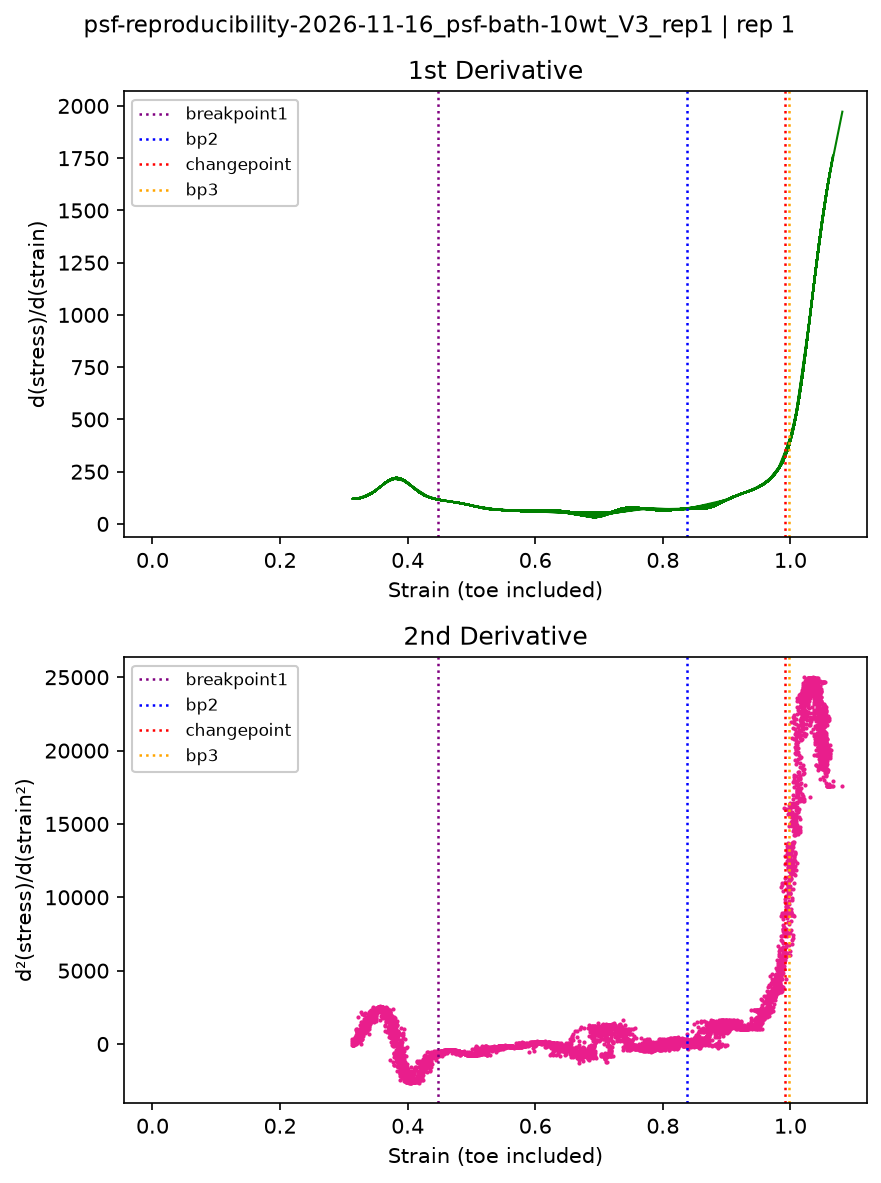 psf-reproducibility-2026-11-16_psf-bath-10wt_V3_rep1 | rep 1
1st Derivative
d(stress)/d(strain)
2000
1750
1500
1250
1000
750
500
250
0
breakpoint1
bp2
changepoint
bp3
0.0 0.2 0.4 0.6 0.8 1.0
Strain (toe included)
2nd Derivative
d²(stress)/d(strain²)
25000
20000
15000
10000
5000
0
breakpoint1
bp2
changepoint
bp3
0.0 0.2 0.4 0.6 0.8 1.0
Strain (toe included)